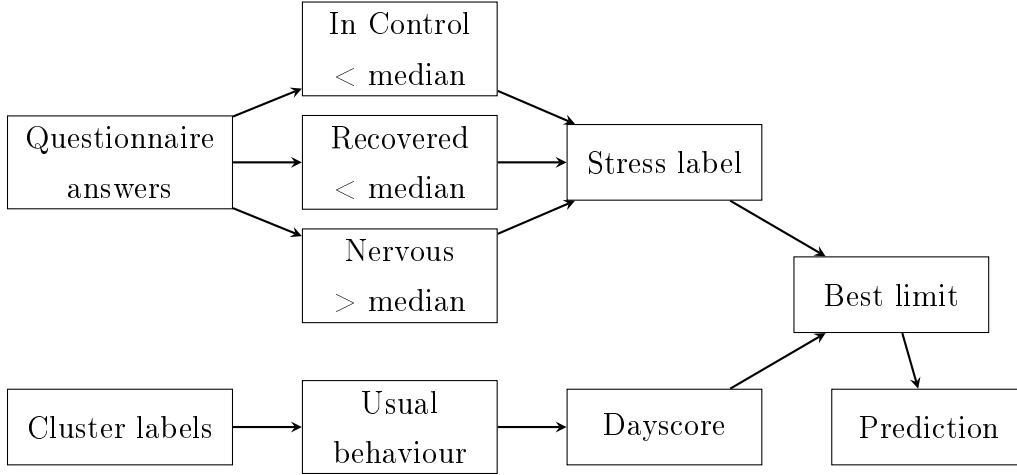 Questionnaire
answers
In Control
< median
Recovered
< median
Nervous
> median
Stress label
Best limit
Cluster labels
Usual
behaviour
Dayscore
Prediction